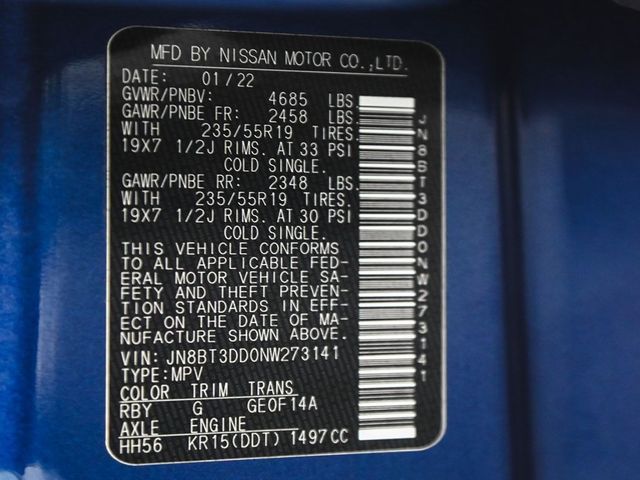 MFD BY NISSAN MOTOR CO.,LTD.
DATE: 01/22
GVWR/PNBV: 4685 LBS
GAWR/PNBE FR: 2458 LBS.
WITH 235/55R19 TIRES.
19X7 1/2J RIMS. AT 33 PSI
COLD SINGLE.
GAWR/PNBE RR: 2348 LBS.
WITH 235/55R19 TIRES.
19X7 1/2J RIMS. AT 30 PSI
COLD SINGLE.
THIS VEHICLE CONFORMS
TO ALL APPLICABLE FED-
ERAL MOTOR VEHICLE SA-
FETY AND THEFT PREVEN-
TION STANDARDS IN EFF-
ECT ON THE DATE OF MA-
NUFACTURE SHOWN ABOVE.
VIN: JN8BT3DD0NW273141
TYPE:MPV
COLOR TRIM TRANS
RBY G GE0F14A
AXLE ENGINE
HH56 KR15(DDT) 1497CC
JN8BT3DD0NW273141